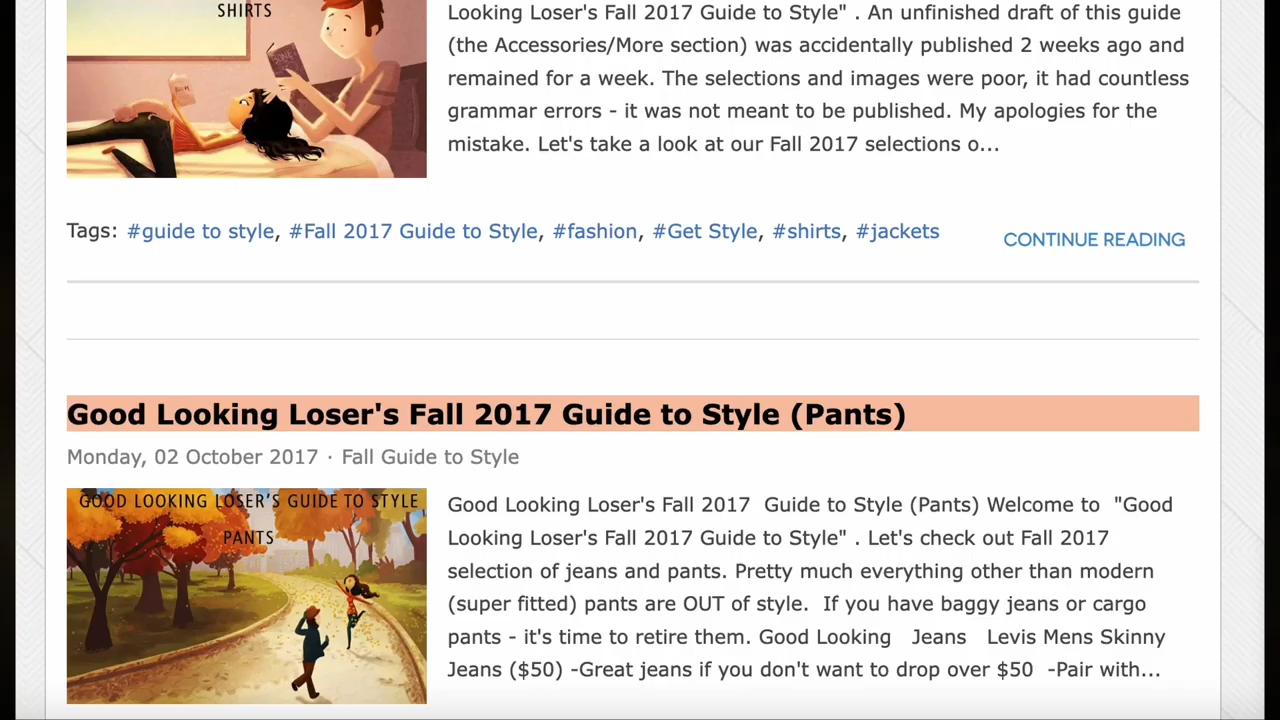 SHIRTS
Looking Loser's Fall 2017 Guide to Style" . An unfinished draft of this guide
(the Accessories/More section) was accidentally published 2 weeks ago and
remained for a week. The selections and images were poor, it had countless
grammar errors - it was not meant to be published. My apologies for the
mistake. Let's take a look at our Fall 2017 selections o...
Tags: #guide to style, #Fall 2017 Guide to Style, #fashion, #Get Style, #shirts, #jackets
CONTINUE READING
Good Looking Loser's Fall 2017 Guide to Style (Pants)
Monday, 02 October 2017 · Fall Guide to Style
GOOD LOOKING LOSER'S GUIDE TO STYLE
PANTS
Good Looking Loser's Fall 2017 Guide to Style (Pants) Welcome to "Good
Looking Loser's Fall 2017 Guide to Style" . Let's check out Fall 2017
selection of jeans and pants. Pretty much everything other than modern
(super fitted) pants are OUT of style. If you have baggy jeans or cargo
pants - it's time to retire them. Good Looking Jeans Levis Mens Skinny
Jeans ($50) -Great jeans if you don't want to drop over $50 -Pair with...